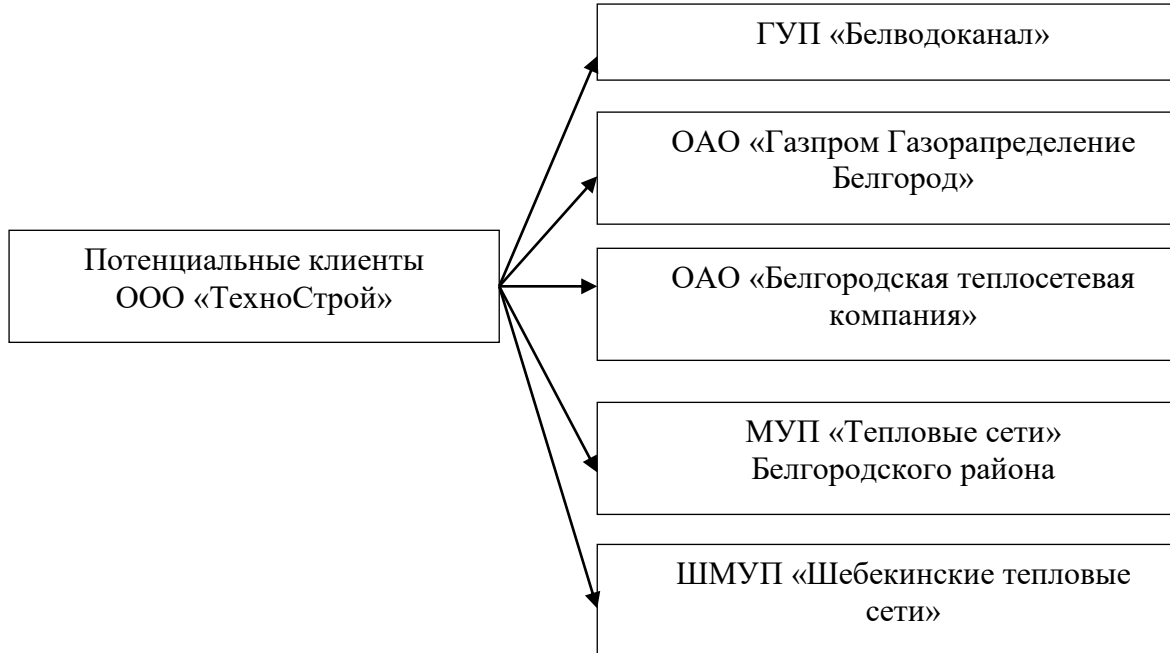 ГУП «Белводоканал»
ОАО «Газпром Газорапределение
Белгород»
Потенциальные клиенты
ООО «ТехноСтрой»
ОАО «Белгородская теплосетевая
компания»
МУП «Тепловые сети»
Белгородского района
ШМУП «Шебекинские тепловые
сети»